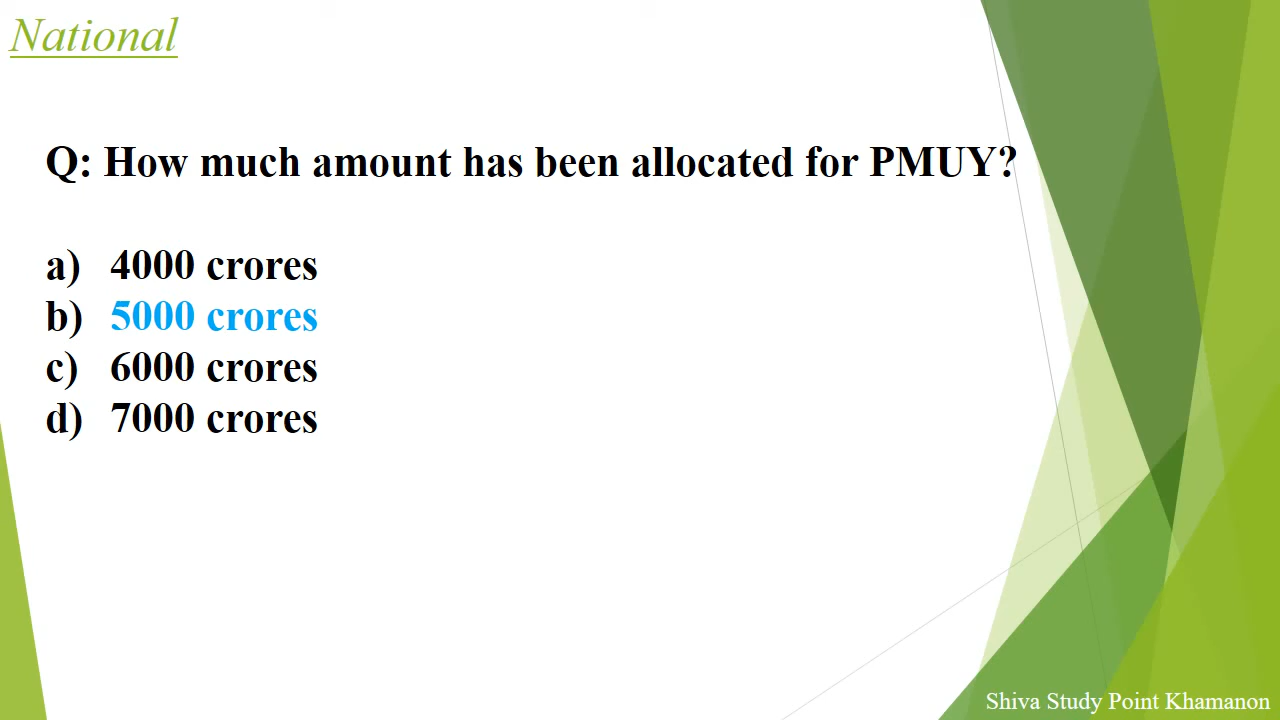 National
Q: How much amount has been allocated for PMUY?
a) 4000 crores
b) 5000 crores
c) 6000 crores
d) 7000 crores
Shiva Study Point Khamanon